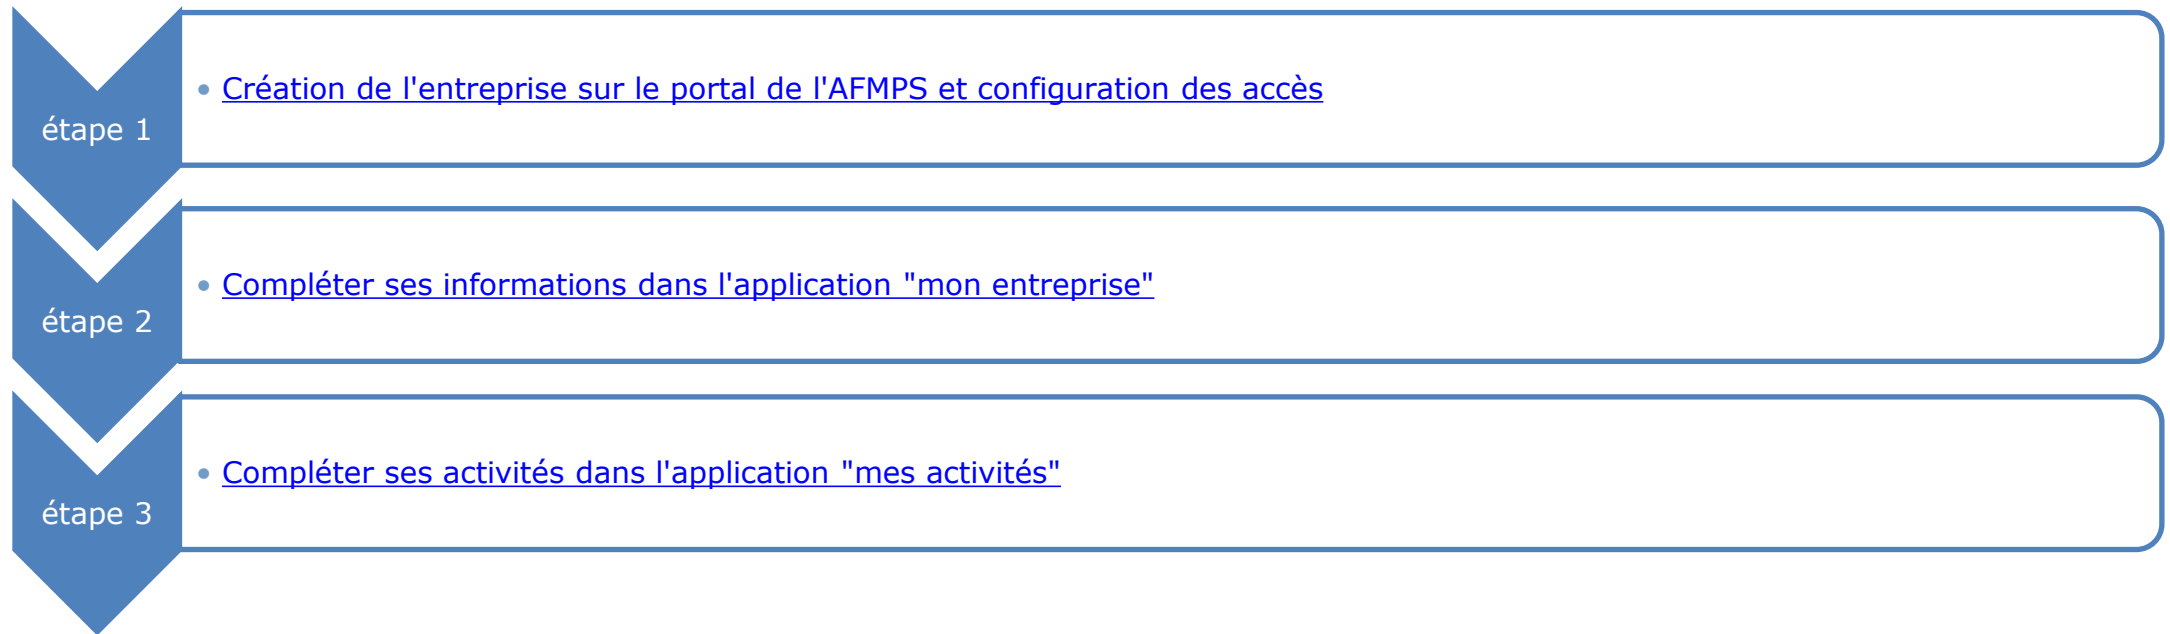 étape 1
• Création de l'entreprise sur le portal de l'AFMPS et configuration des accès
étape 2
• Compléter ses informations dans l'application "mon entreprise"
étape 3
• Compléter ses activités dans l'application "mes activités"